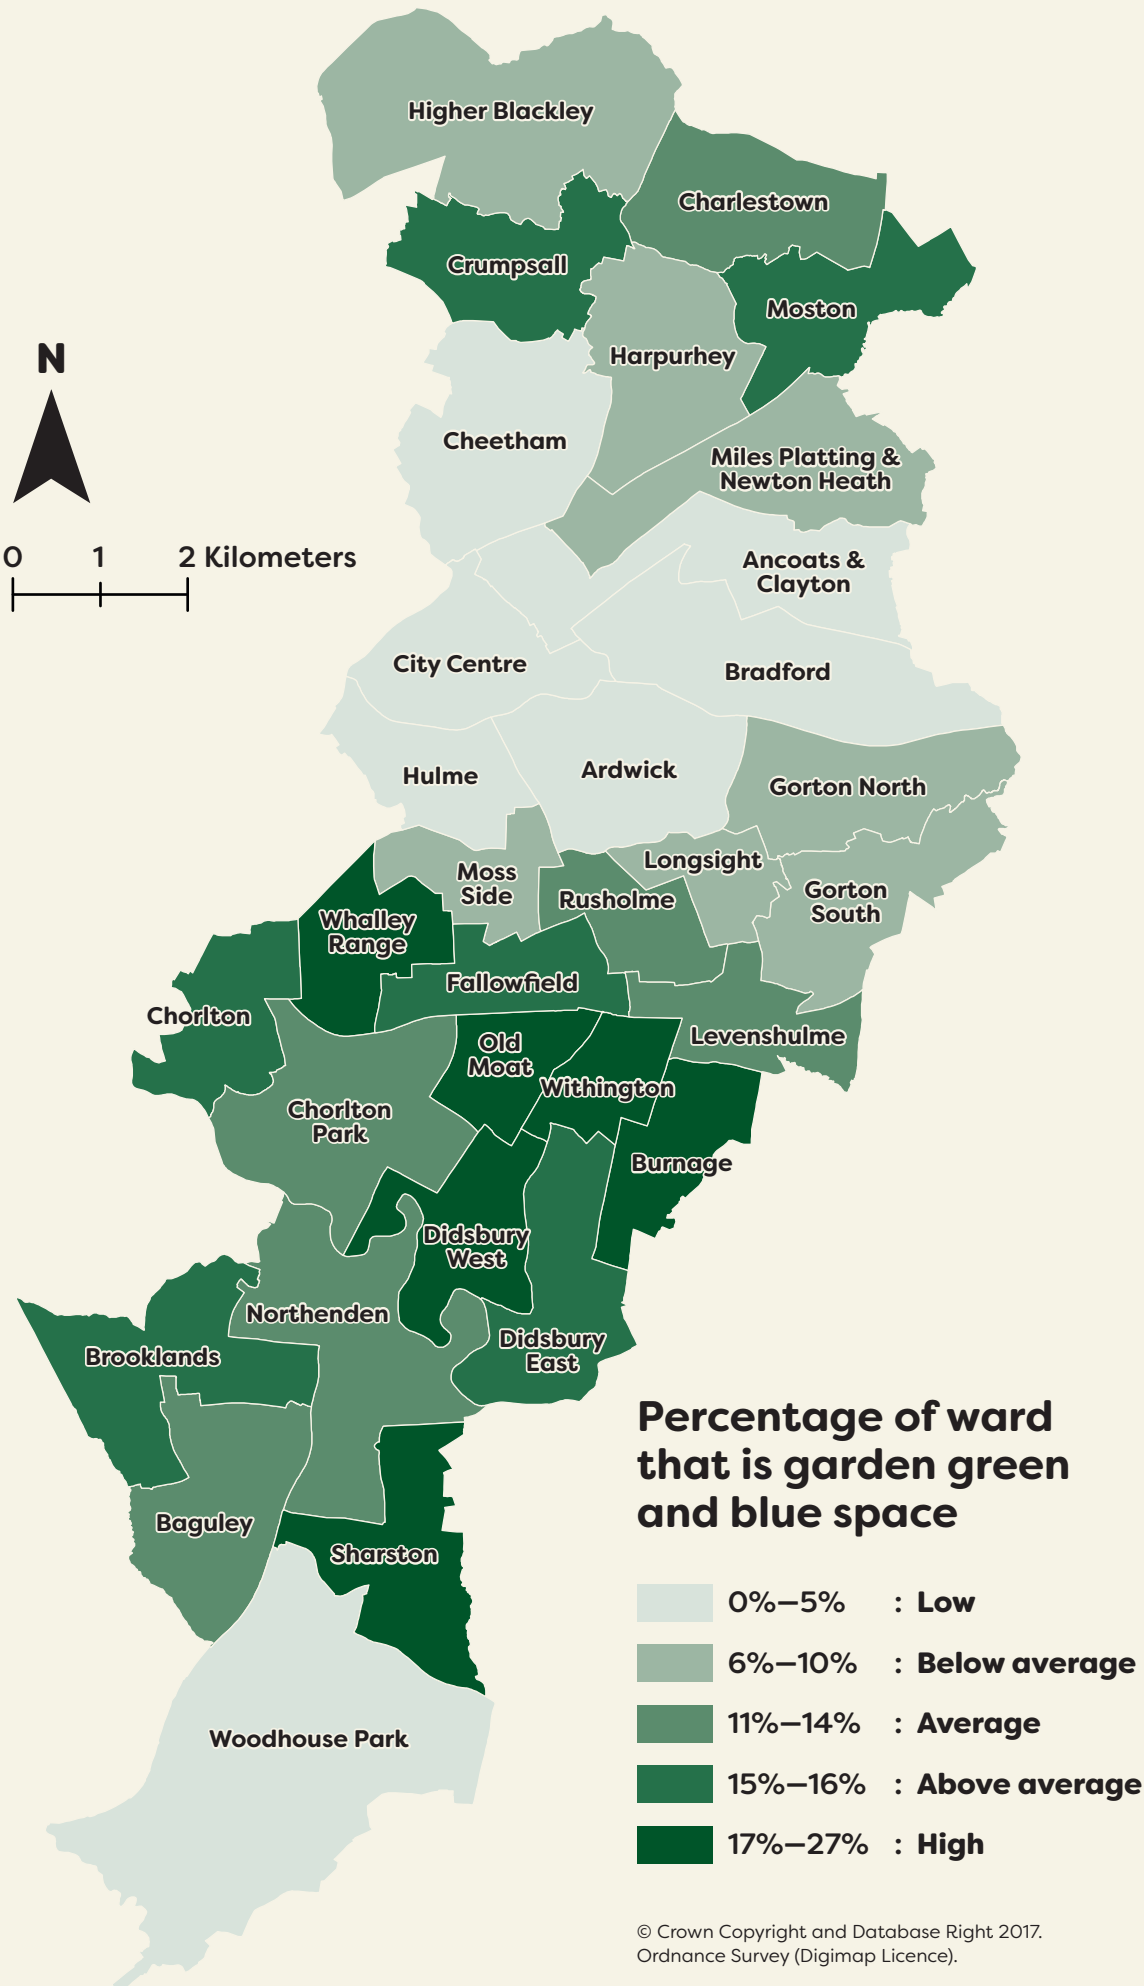 Higher Blackley
Charlestown
Crumpsall
Moston
N
Harpurhey
Cheetham
Miles Platting &
Newton Heath
0 1 2 Kilometers
Ancoats &
Clayton
City Centre
Bradford
Hulme
Ardwick
Gorton North
Longsight
Moss
Side
Rusholme
Gorton
South
Whalley
Range
Fallowfield
Chorlton
Levenshulme
Old
Moat
Withington
Chorlton
Park
Burnage
Didsbury
West
Northenden
Didsbury
East
Brooklands
Percentage of ward
that is garden green
and blue space
Baguley
Sharston
0%–5% : Low
6%–10% : Below average
11%–14% : Average
Woodhouse Park
15%–16% : Above average
17%–27% : High
© Crown Copyright and Database Right 2017.
Ordnance Survey (Digimap Licence).